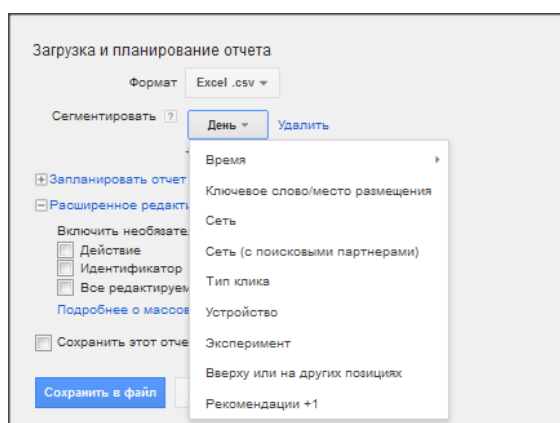 Загрузка и планирование отчета
Формат Excel .csv
Сегментировать ? День Удалить
Время
Запланировать отчет
Ключевое слово/место размещения
Расширенное редакти
Сеть
Включить необязате
Сеть (с поисковыми партнерами)
Действие
Идентификатор
Тип клика
Все редактируем
Подробнее о массов
Устройство
Сохранить этот отче
Эксперимент
Вверху или на других позициях
Сохранить в файл
Рекомендации +1